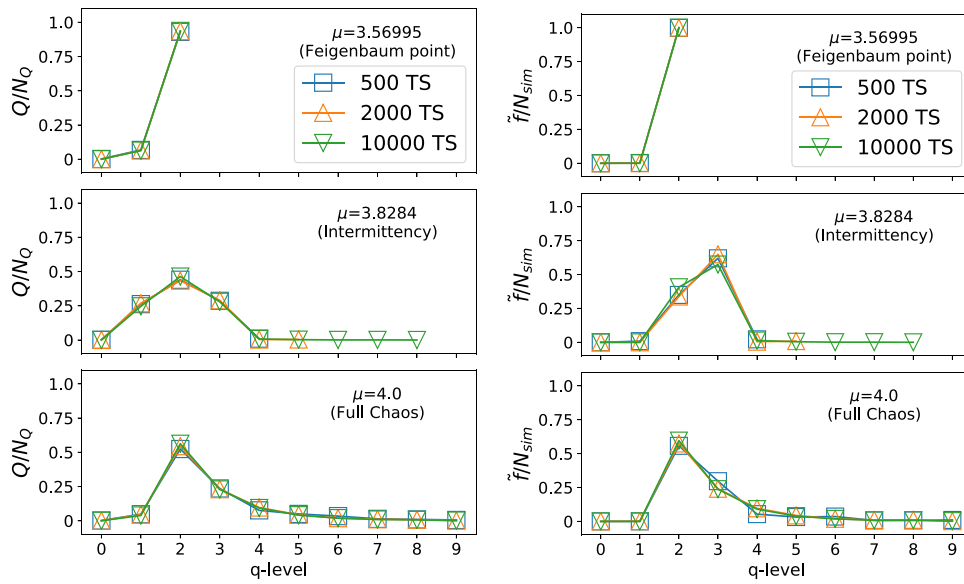 1.0
0.75
0.5
0.25
0
Q/N_Q
μ=3.56995
(Feigenbaum point)
500 TS
2000 TS
10000 TS
1.0
0.75
0.5
0.25
0
Q/N_Q
μ=3.8284
(Intermittency)
1.0
0.75
0.5
0.25
0
Q/N_Q
μ=4.0
(Full Chaos)
0 1 2 3 4 5 6 7 8 9
q-level
1.0
0.75
0.5
0.25
0
f̃/N_sim
μ=3.56995
(Feigenbaum point)
500 TS
2000 TS
10000 TS
1.0
0.75
0.5
0.25
0
f̃/N_sim
μ=3.8284
(Intermittency)
1.0
0.75
0.5
0.25
0
f̃/N_sim
μ=4.0
(Full Chaos)
0 1 2 3 4 5 6 7 8 9
q-level